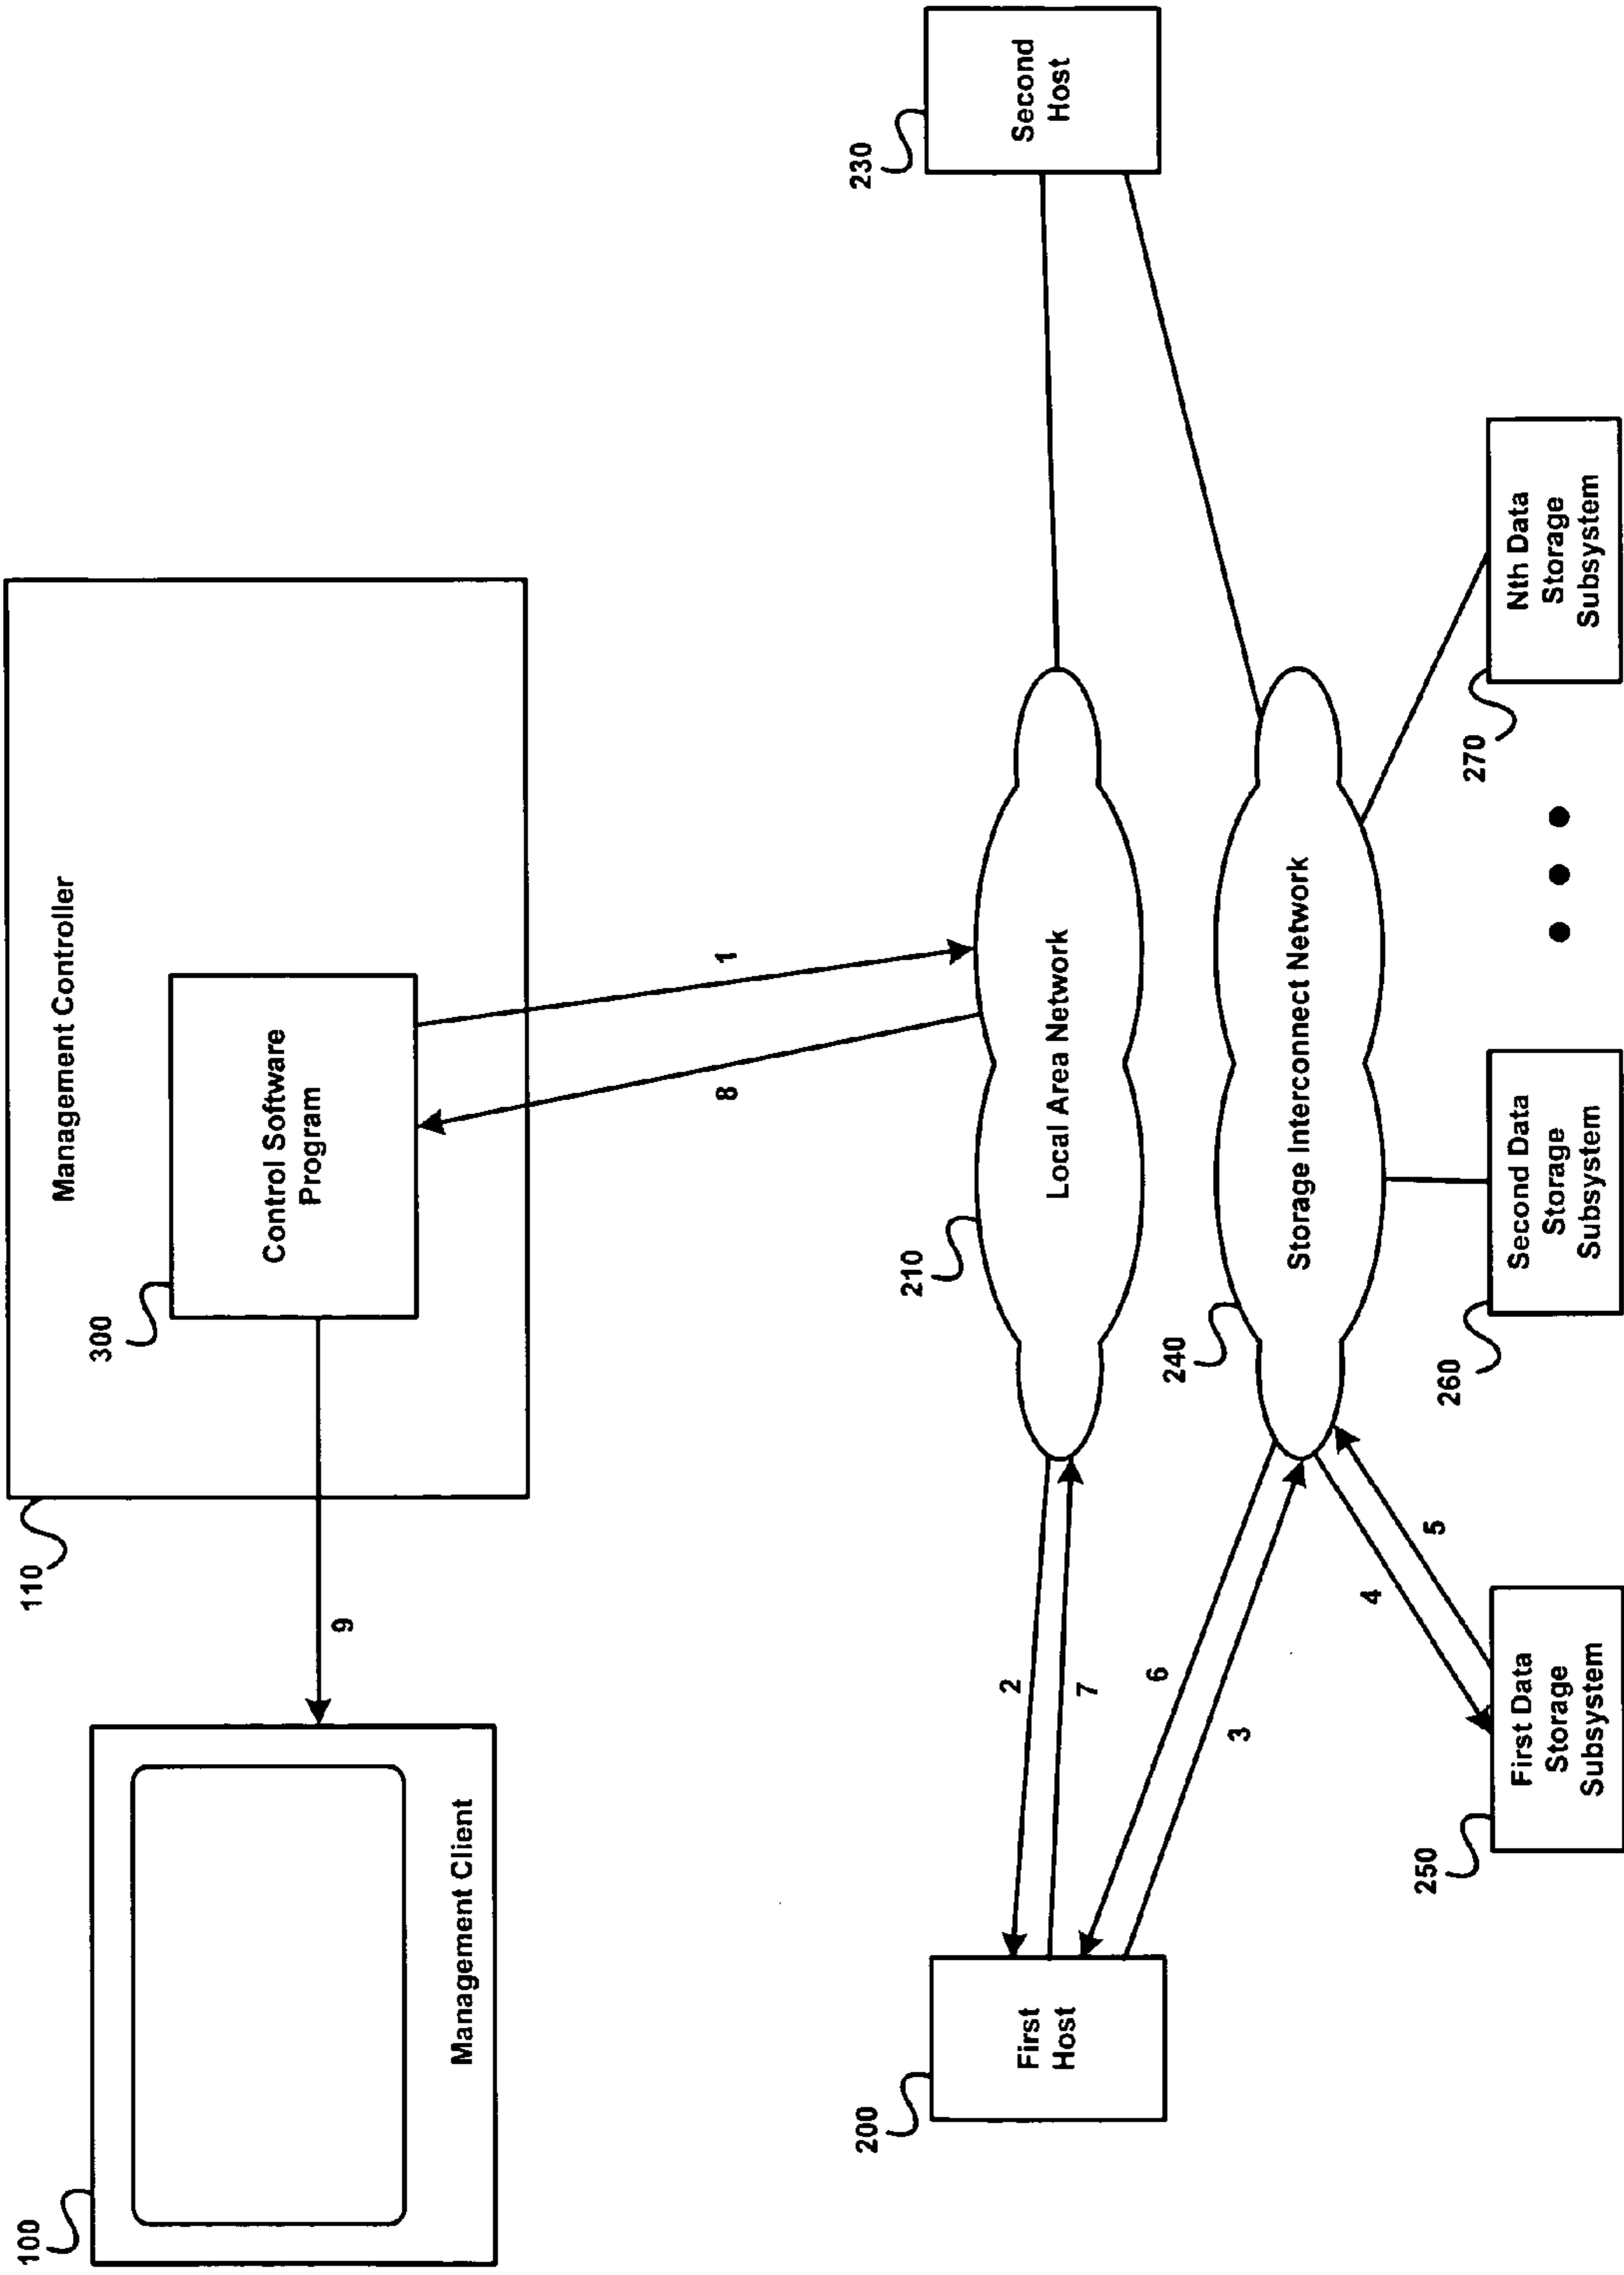 110
Management Controller
300
Control Software
Program
100
Management Client
9
8
1
210
Local Area Network
230
Second
Host
200
First
Host
2
7
6
3
240
Storage Interconnect Network
4
5
250
First Data
Storage
Subsystem
260
Second Data
Storage
Subsystem
270
Nth Data
Storage
Subsystem